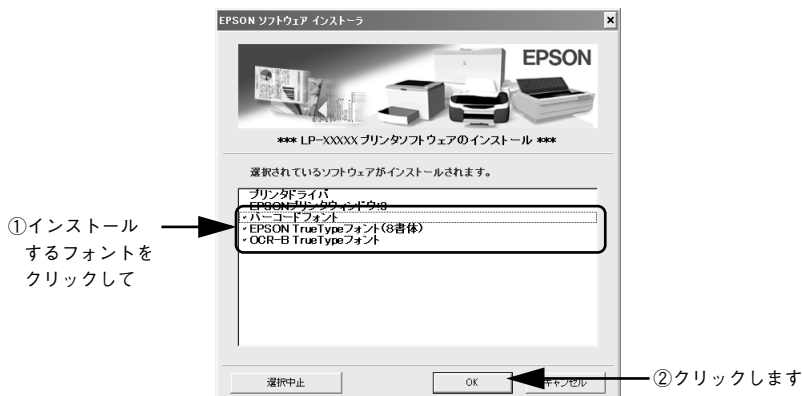 EPSON ソフトウェア インストーラ
EPSON
*** LP-XXXXX プリンタソフトウェアのインストール ***
選択されているソフトウェアがインストールされます。
プリンタドライバ
EPSONプリンタウィンドウ!3
バーコードフォント
EPSON TrueTypeフォント(8書体)
OCR-B TrueTypeフォント
①インストール
するフォントを
クリックして
選択中止
OK
キャンセル
②クリックします